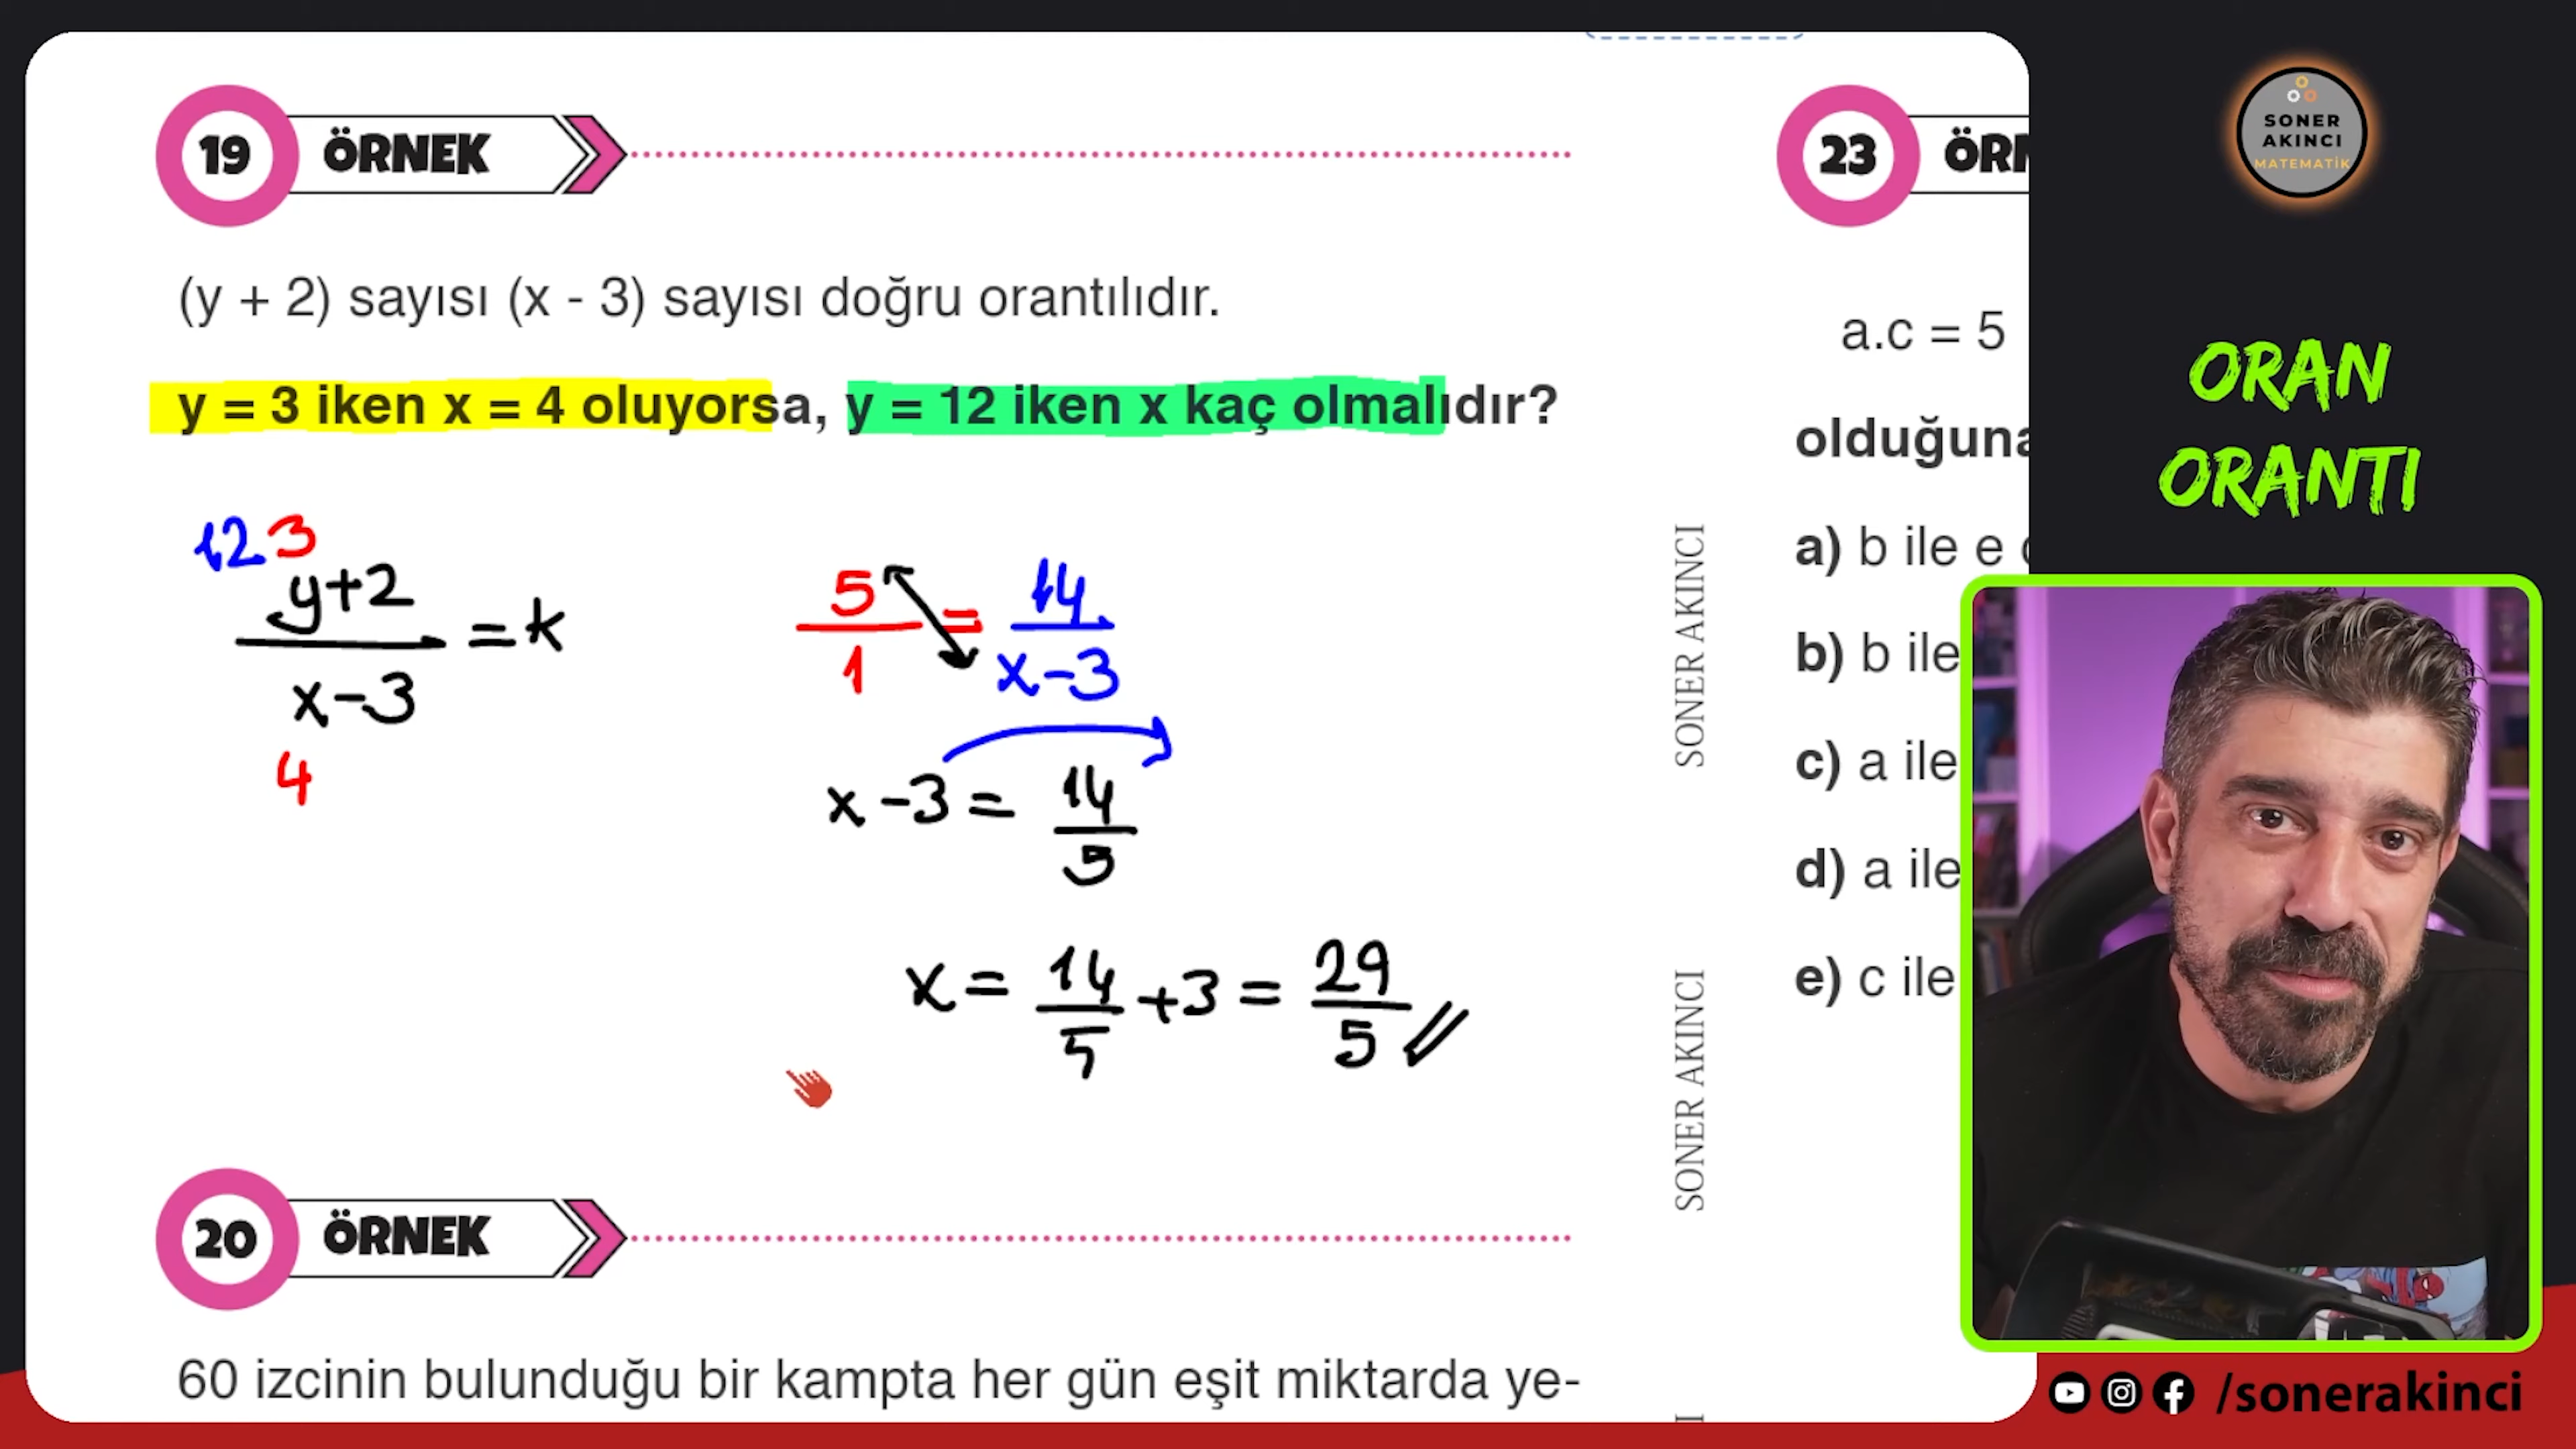 19 ÖRNEK
(y + 2) sayısı (x - 3) sayısı doğru orantılıdır.
y = 3 iken x = 4 oluyorsa, y = 12 iken x kaç olmalıdır?
12 3
y+2
= k
x-3
4
5 = 14
1 x-3
x - 3 = 14
5
x = 14 + 3 = 29
5 5
20 ÖRNEK
60 izcinin bulunduğu bir kampta her gün eşit miktarda ye-
SONER AKINCI
SONER AKINCI
23
a.c = 5
a) b ile e
b) b ile
c) a ile
d) a ile
e) c ile
SONER
AKINCI
MATEMATİK
ORAN
ORANTI
/sonerakinci